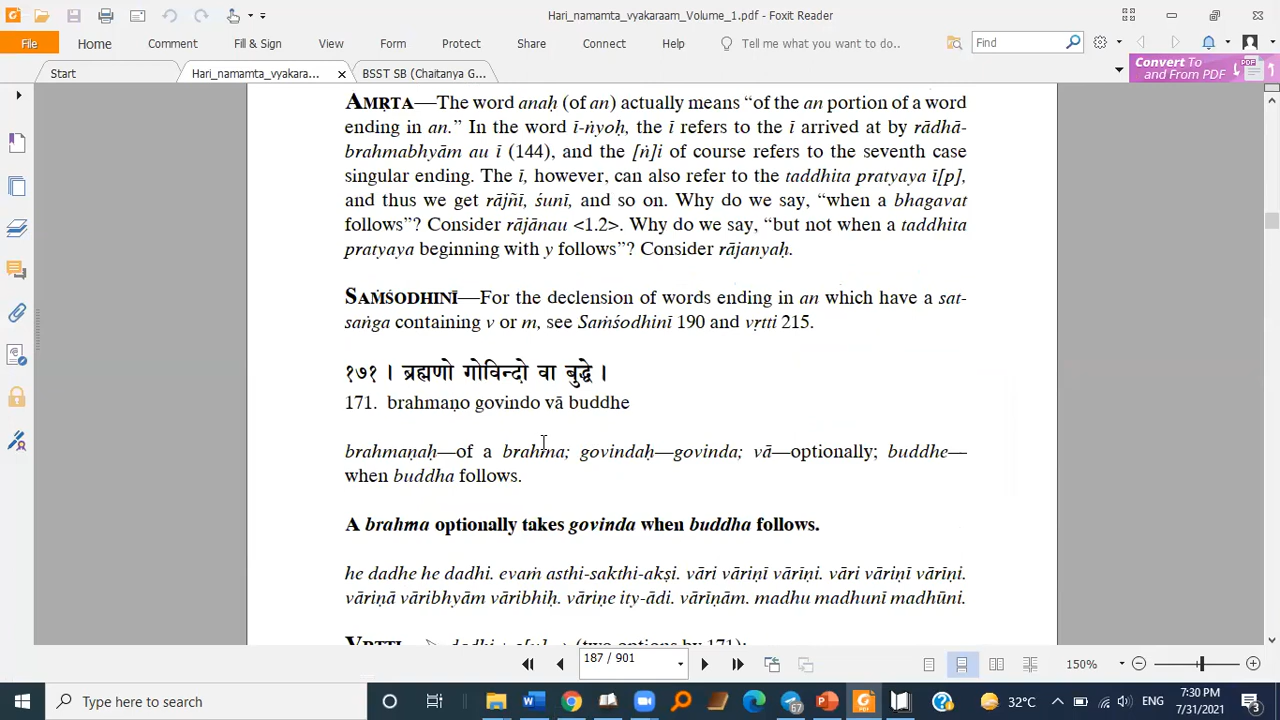 Hari_namamta_vyakaraam_Volume_1.pdf - Foxit Reader
File Home Comment Fill & Sign View Form Protect Share Connect Help Tell me what you want to do.. Find
Start Hari_namamta_vyakara... BSST SB (Chaitanya G... Convert To and From PDF PDF
AMṚTA—The word anaḥ (of an) actually means “of the an portion of a word
ending in an.” In the word ī-ṅyoḥ, the ī refers to the ī arrived at by rādhā-
brahmabhyām au ī (144), and the [ṅ]i of course refers to the seventh case
singular ending. The ī, however, can also refer to the taddhita pratyaya ī[p],
and thus we get rājñī, śunī, and so on. Why do we say, “when a bhagavat
follows”? Consider rājānau <1.2>. Why do we say, “but not when a taddhita
pratyaya beginning with y follows”? Consider rājanyaḥ.
SAṀŚODHINĪ—For the declension of words ending in an which have a sat-
saṅga containing v or m, see Saṁśodhinī 190 and vṛtti 215.
१७१ । ब्रह्मणो गोविन्दो वा बुद्धे ।
171. brahmaṇo govindo vā buddhe
brahmaṇaḥ—of a brahma; govindaḥ—govinda; vā—optionally; buddhe—
when buddha follows.
A brahma optionally takes govinda when buddha follows.
he dadhe he dadhi. evaṁ asthi-sakthi-akṣi. vāri vāriṇī vārīṇi. vāri vāriṇī vārīṇi.
vāriṇā vāribhyām vāribhiḥ. vāriṇe ity-ādi. vārīṇām. madhu madhunī madhūni.
187 / 901 150%
Type here to search 67 32°C ENG 7:30 PM 7/31/2021 3